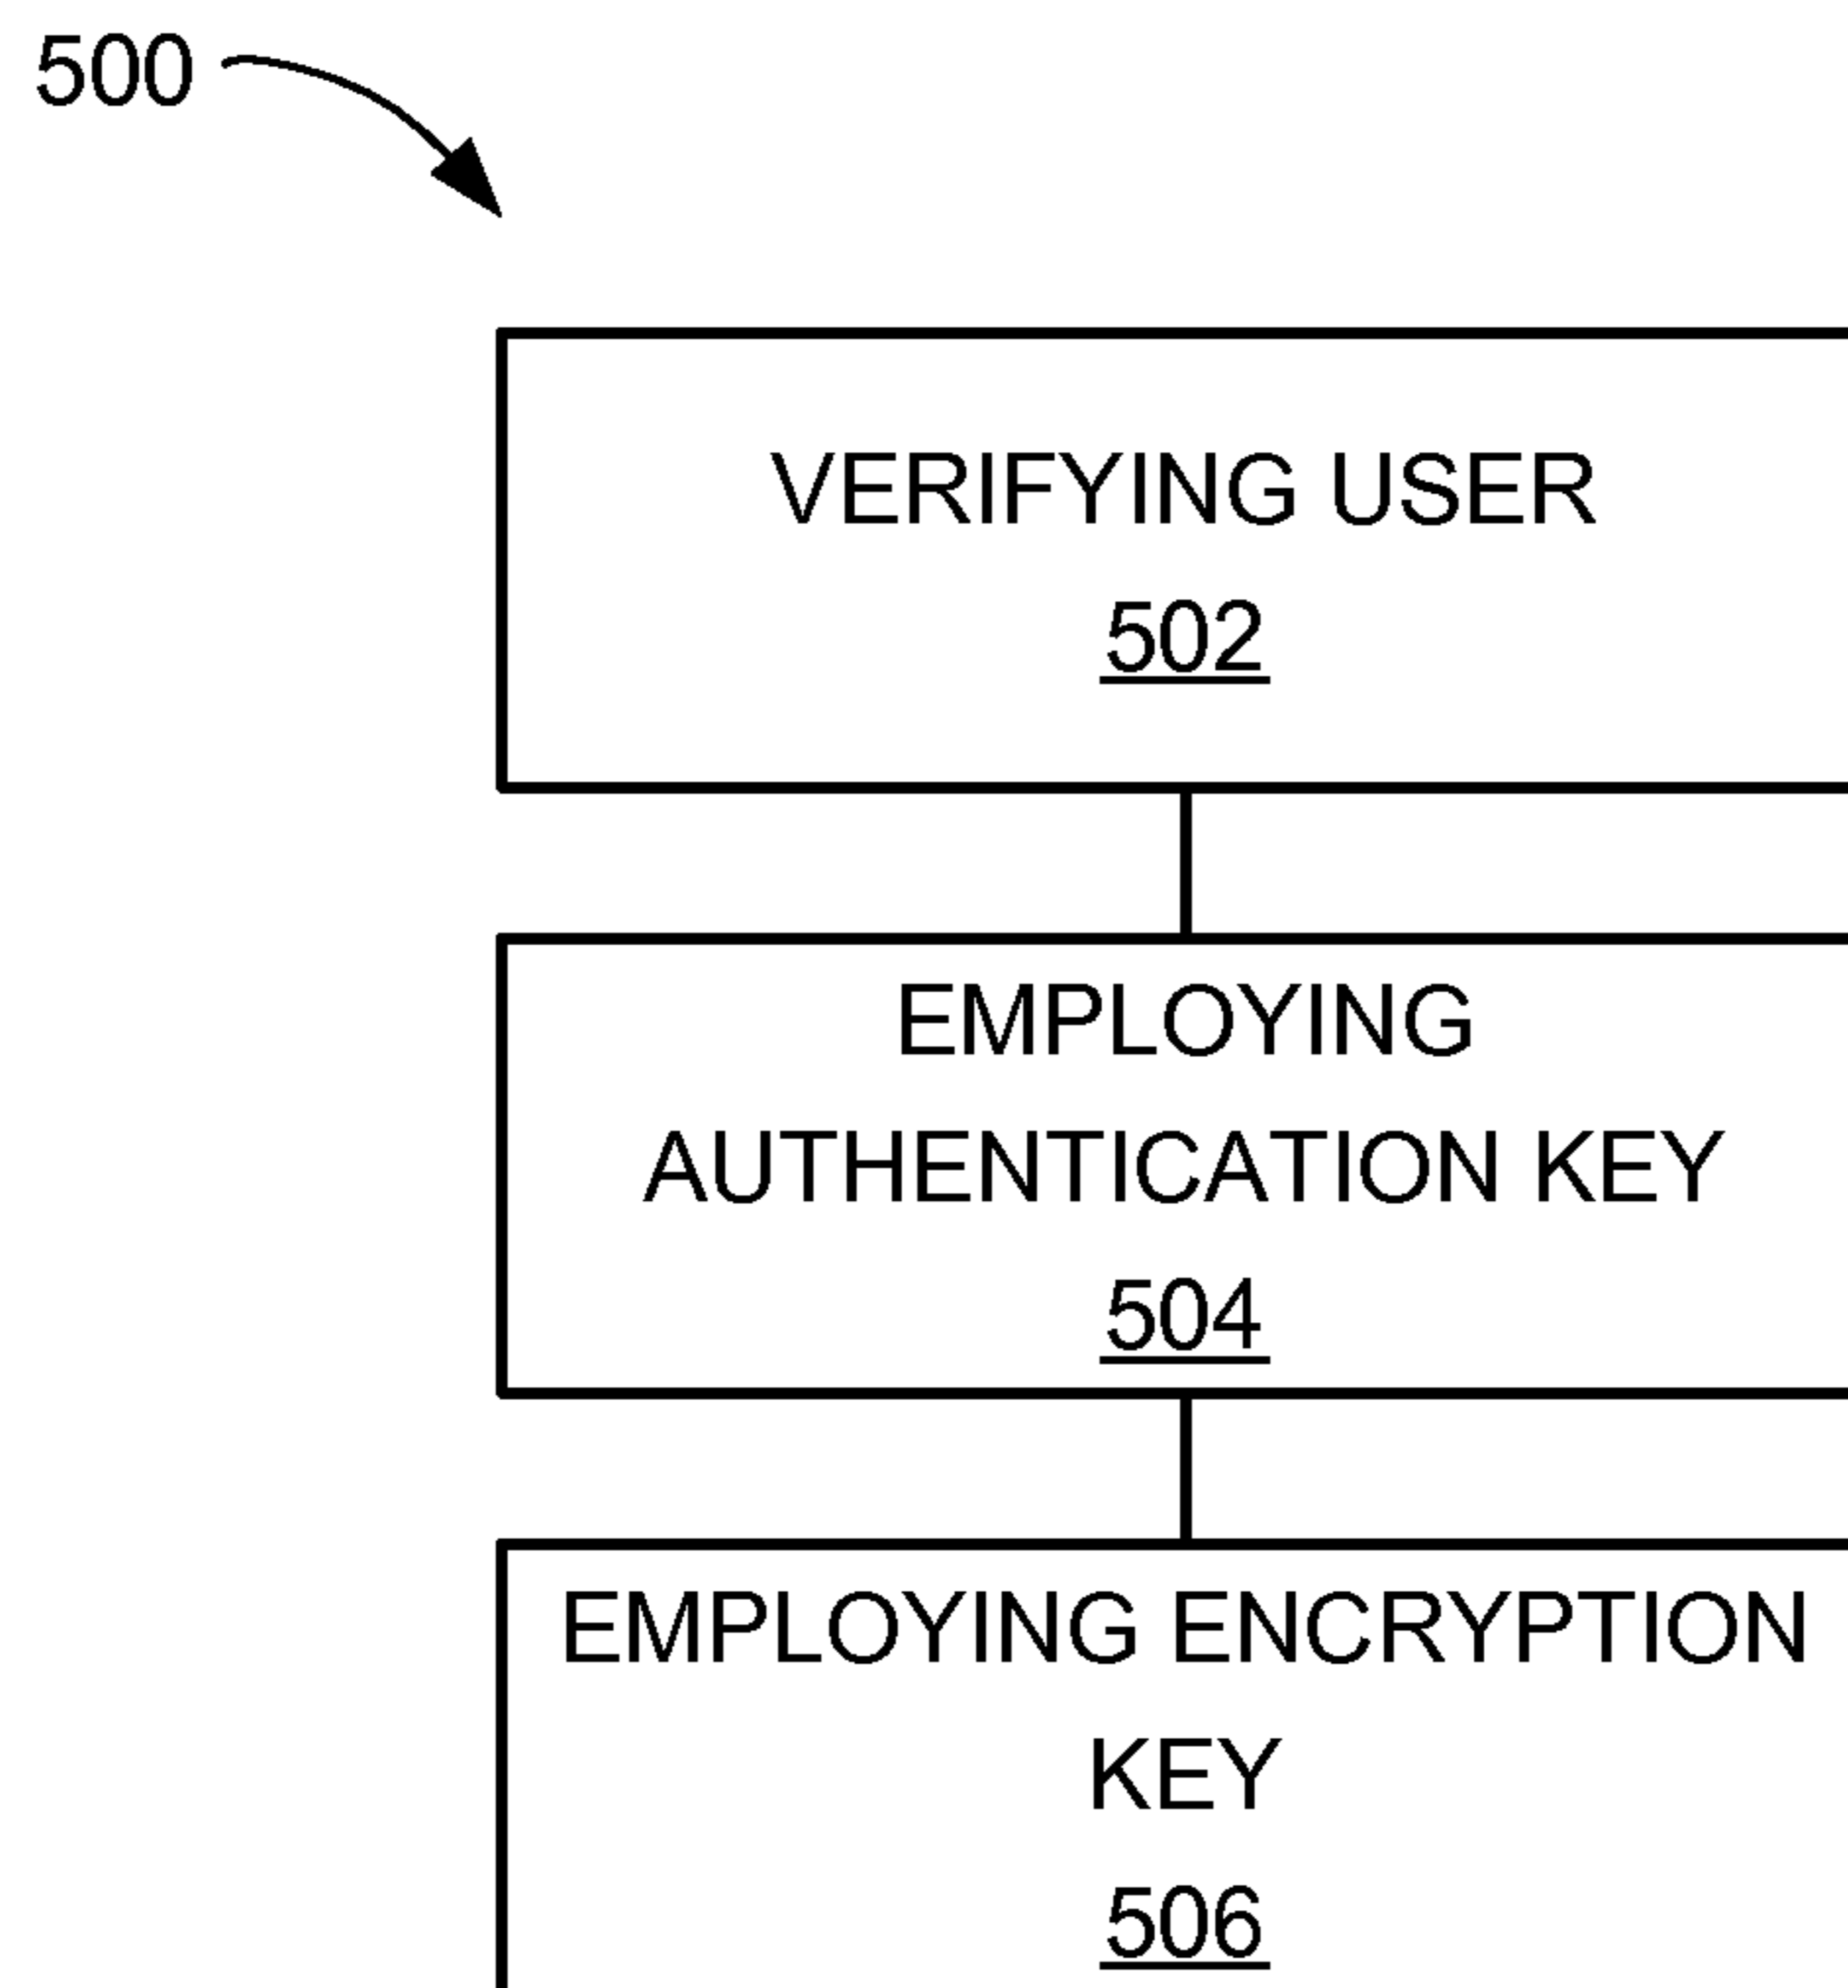 500
VERIFYING USER
502
EMPLOYING
AUTHENTICATION KEY
504
EMPLOYING ENCRYPTION
KEY
506